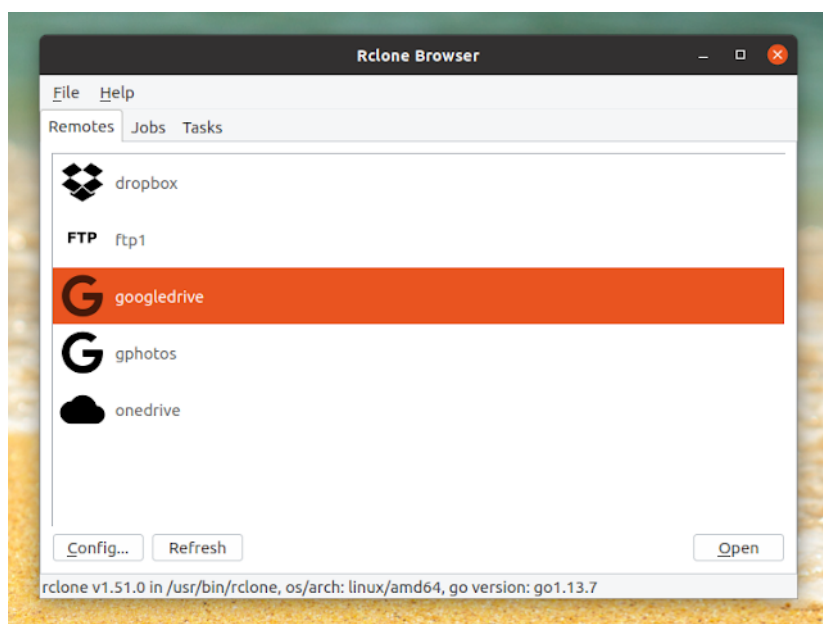 Rclone Browser
File Help
Remotes Jobs Tasks
dropbox
FTP ftp1
googledrive
gphotos
onedrive
Config... Refresh Open
rclone v1.51.0 in /usr/bin/rclone, os/arch: linux/amd64, go version: go1.13.7